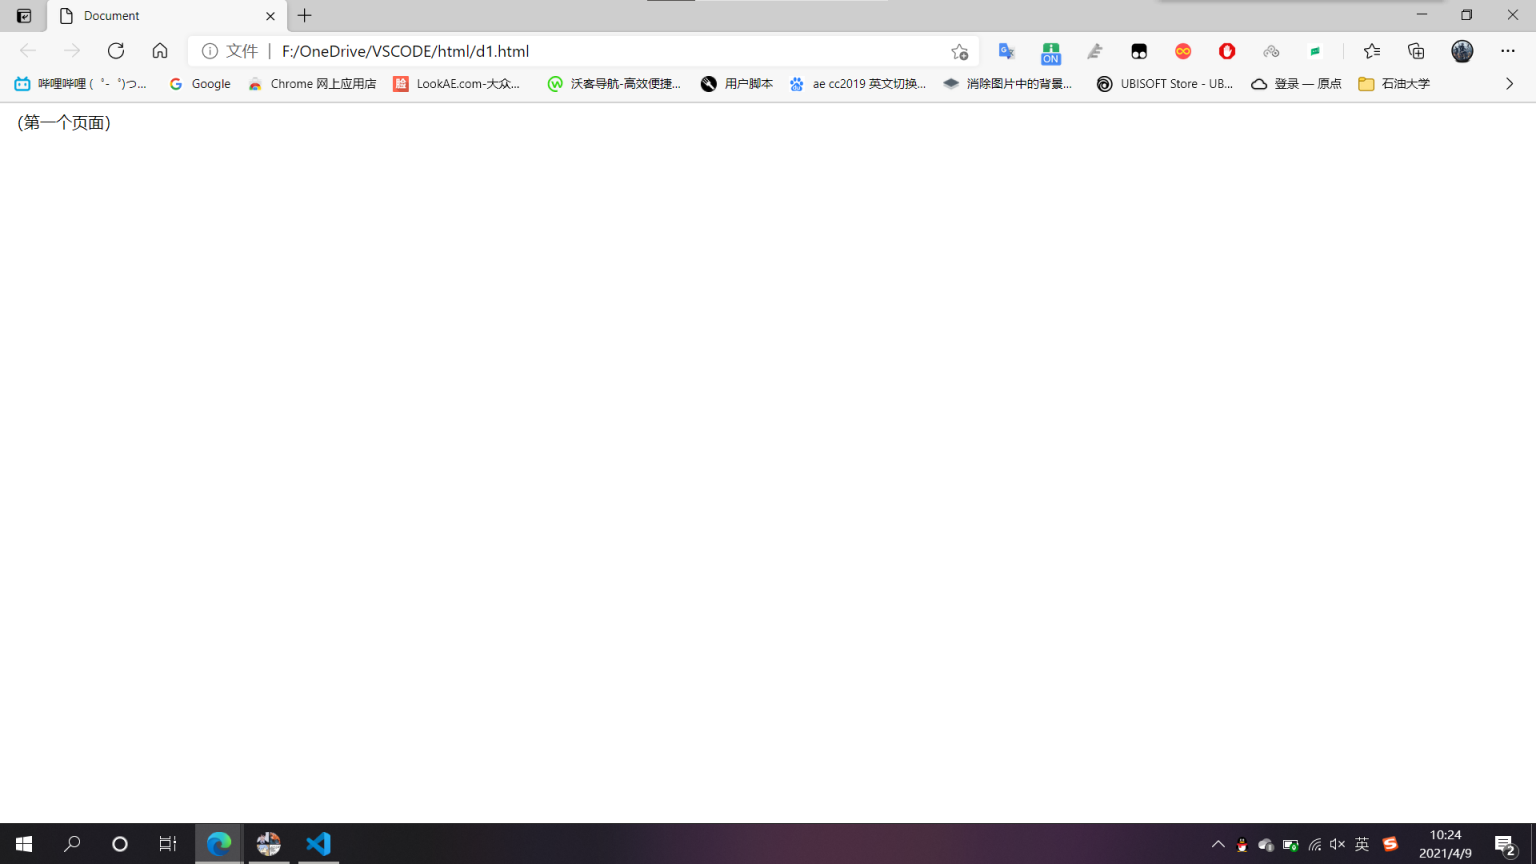 Document
文件 | F:/OneDrive/VSCODE/html/d1.html
ON
哔哩哔哩 (゜-゜)つ... Google Chrome 网上应用店 LookAE.com-大众... 沃客导航-高效便捷... 用户脚本 ae cc2019 英文切换... 消除图片中的背景... UBISOFT Store - UB... 登录 — 原点 石油大学
(第一个页面)
英
10:24
2021/4/9
2